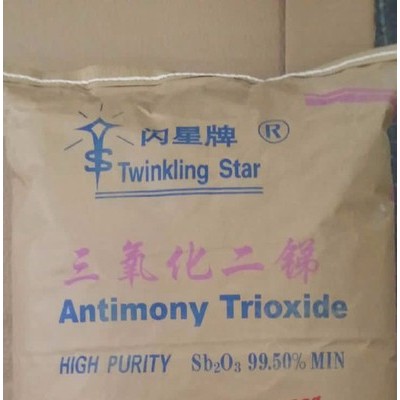 闪星牌 ®
Twinkling Star
三氧化二锑
Antimony Trioxide
HIGH PURITY Sb₂O₃ 99.50% MIN